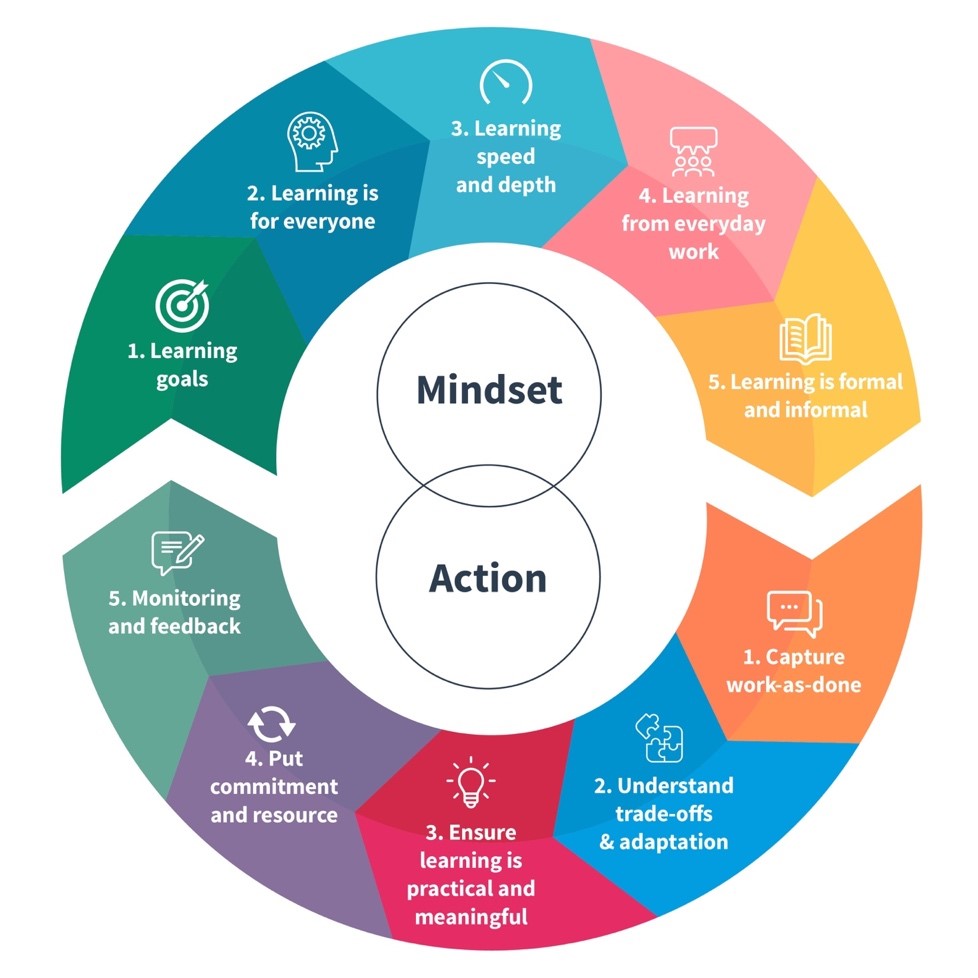 3. Learning
speed
and depth
2. Learning is
for everyone
4. Learning
from everyday
work
1. Learning
goals
5. Learning is formal
and informal
Mindset
Action
5. Monitoring
and feedback
1. Capture
work-as-done
4. Put
commitment
and resource
2. Understand
trade-offs
& adaptation
3. Ensure
learning is
practical and
meaningful